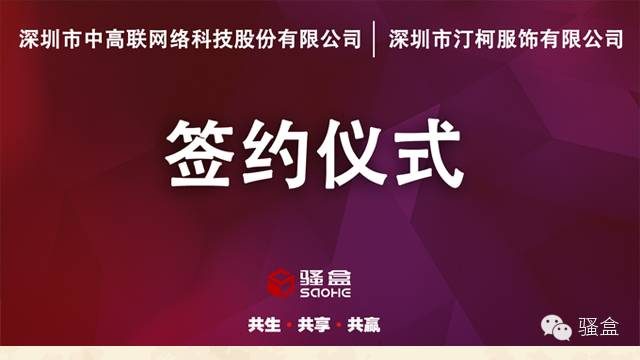 深圳市中高联网络科技股份有限公司 | 深圳市汀柯服饰有限公司
签约仪式
骚盒
SAOHE
共生·共享·共赢
骚盒